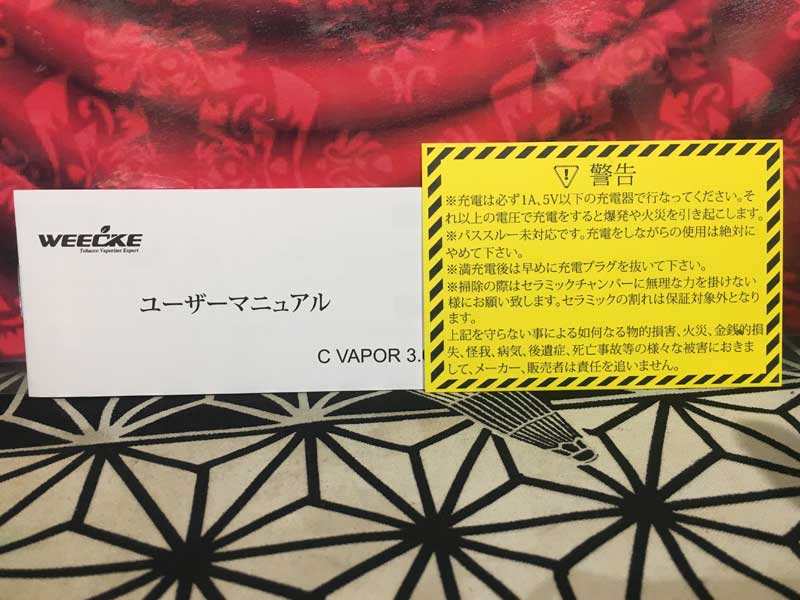 WEECKE
Tobacco Vaporizer Expert
ユーザーマニュアル
C VAPOR 3.
警告
※充電は必ず1A、5V以下の充電器で行なってください。そ
れ以上の電圧で充電をすると爆発や火災を引き起こします。
※パススルー未対応です。充電をしながらの使用は絶対に
やめて下さい。
※満充電後は早めに充電プラグを抜いて下さい。
※掃除の際はセラミックチャンバーに無理な力を掛けない
様にお願い致します。セラミックの割れは保証対象外となり
ます。
上記を守らない事による如何なる物的損害、火災、金銭的損
失、怪我、病気、後遺症、死亡事故等の様々な被害におきま
して、メーカー、販売者は責任を追いません。